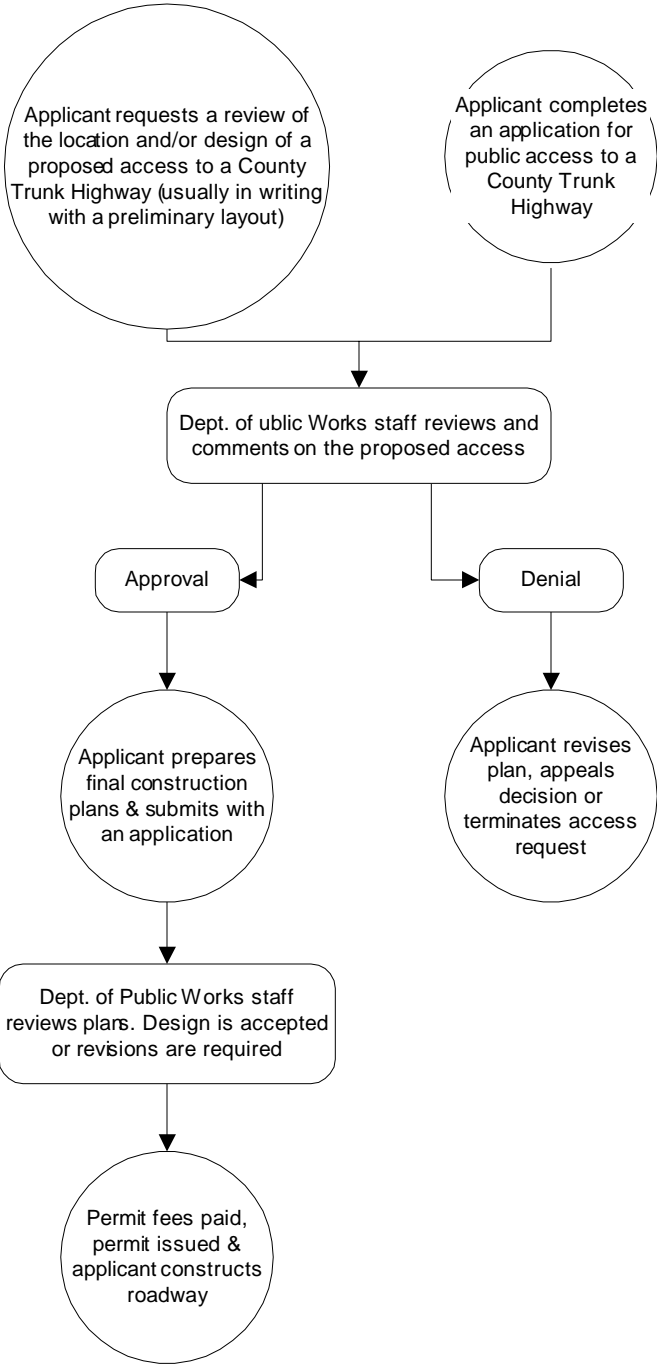 Applicant requests a review of
the location and/or design of a
proposed access to a County
Trunk Highway (usually in writing
with a preliminary layout)
Applicant completes
an application for
public access to a
County Trunk
Highway
Dept. of ublic Works staff reviews and
comments on the proposed access
Approval
Denial
Applicant prepares
final construction
plans & submits with
an application
Applicant revises
plan, appeals
decision or
terminates access
request
Dept. of Public Works staff
reviews plans. Design is accepted
or revisions are required
Permit fees paid,
permit issued &
applicant constructs
roadway